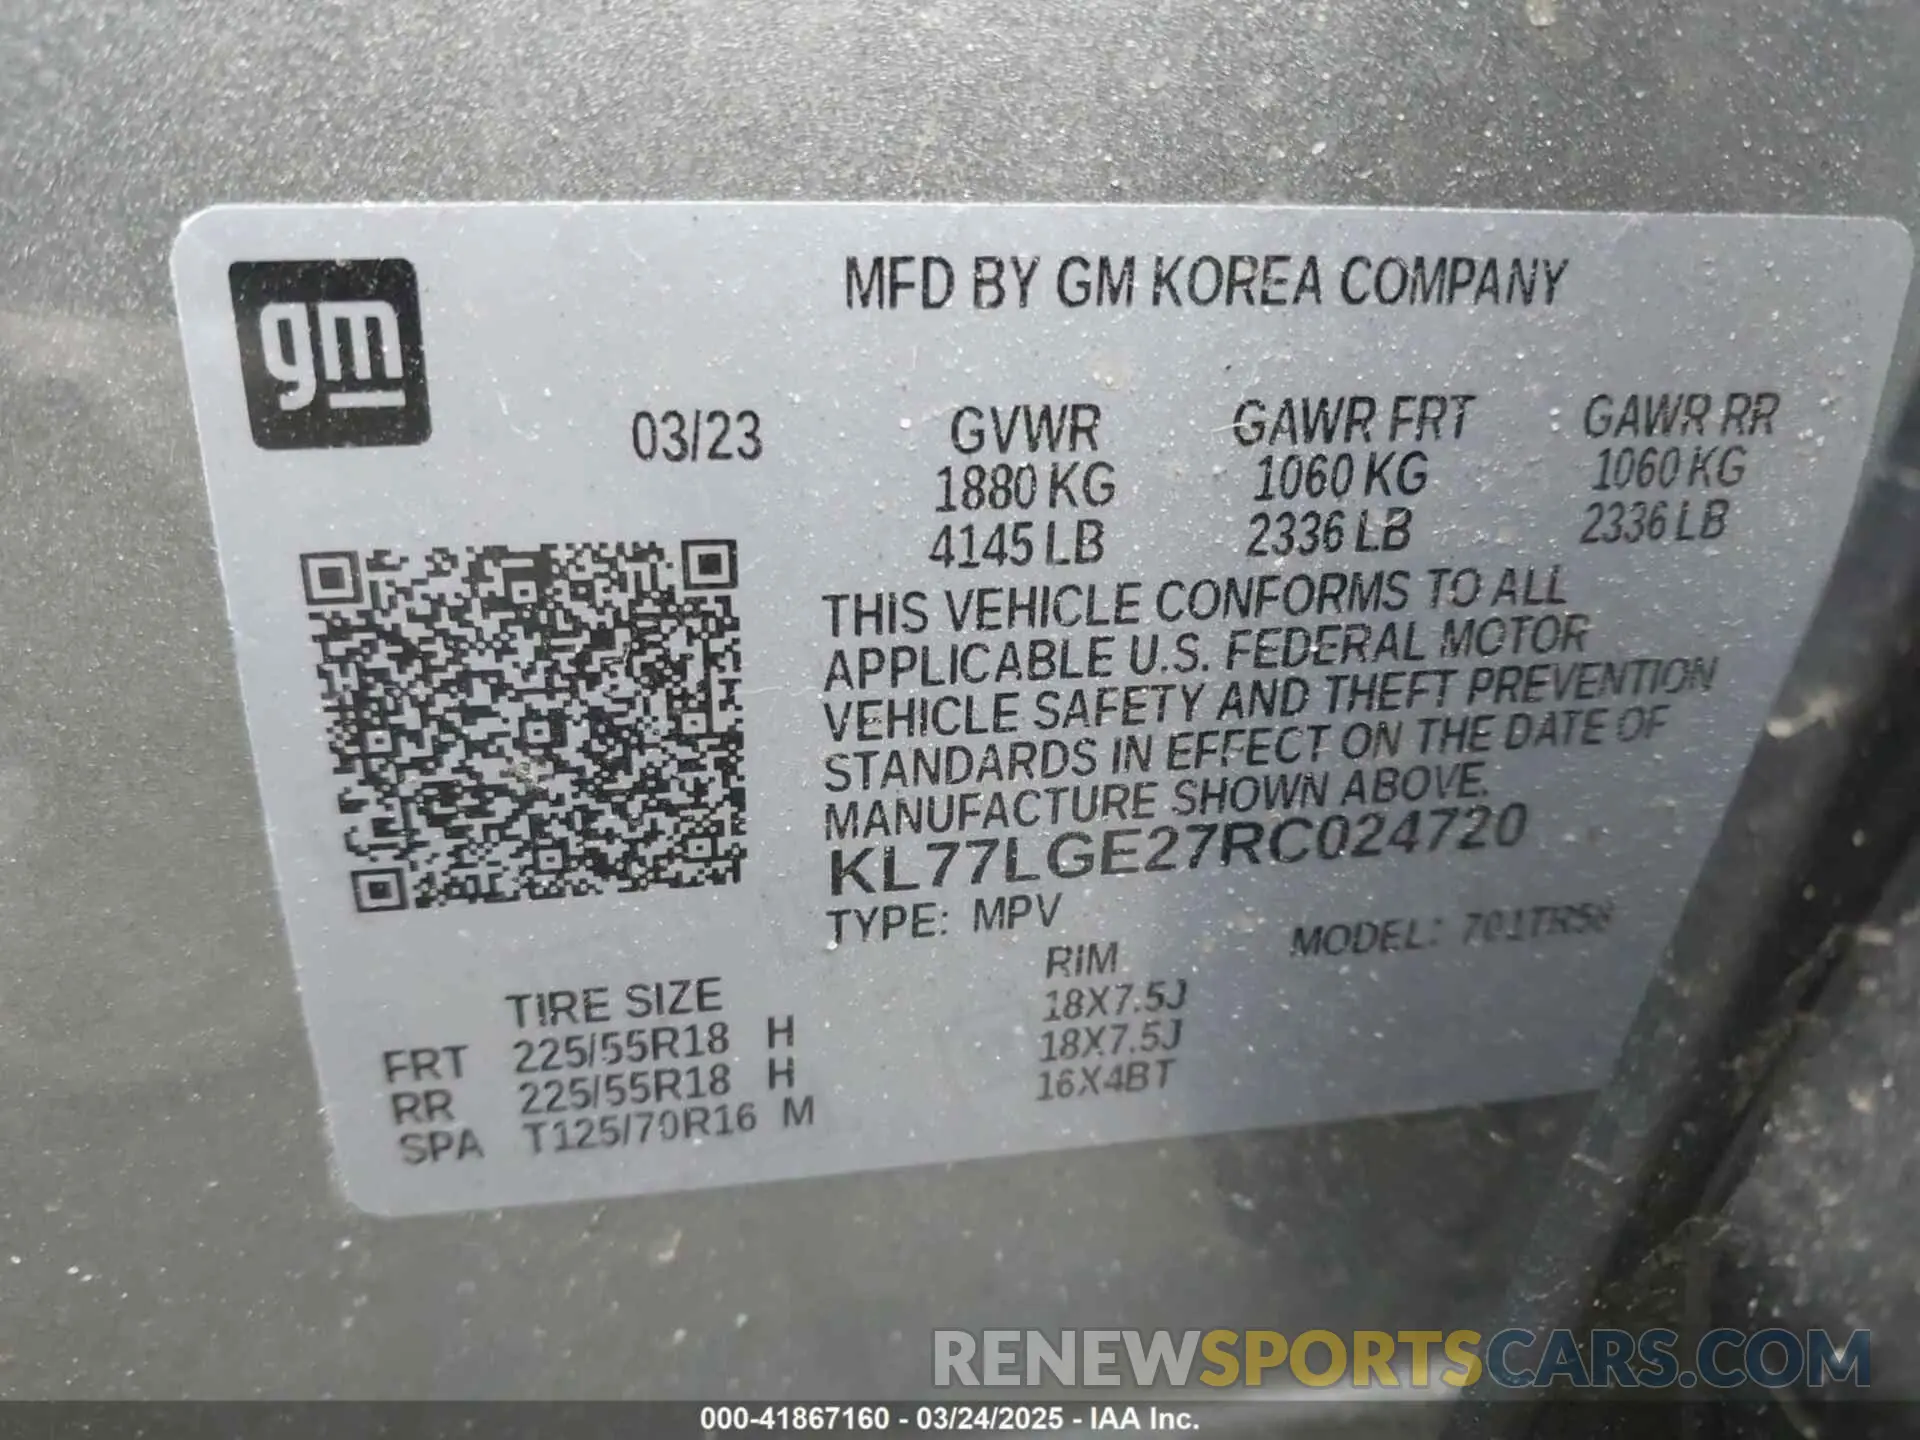 gm
MFD BY GM KOREA COMPANY
03/23
GVWR GAWR FRT GAWR RR
1880 KG 1060 KG 1060 KG
4145 LB 2336 LB 2336 LB
THIS VEHICLE CONFORMS TO ALL
APPLICABLE U.S. FEDERAL MOTOR
VEHICLE SAFETY AND THEFT PREVENTION
STANDARDS IN EFFECT ON THE DATE OF
MANUFACTURE SHOWN ABOVE.
KL77LGE27RC024720
TYPE: MPV MODEL: 701TR58
TIRE SIZE RIM
FRT 225/55R18 H 18X7.5J
RR 225/55R18 H 18X7.5J
SPA T125/70R16 M 16X4BT
RENEWSPORTSCARS.COM
000-41867160 - 03/24/2025 - IAA Inc.